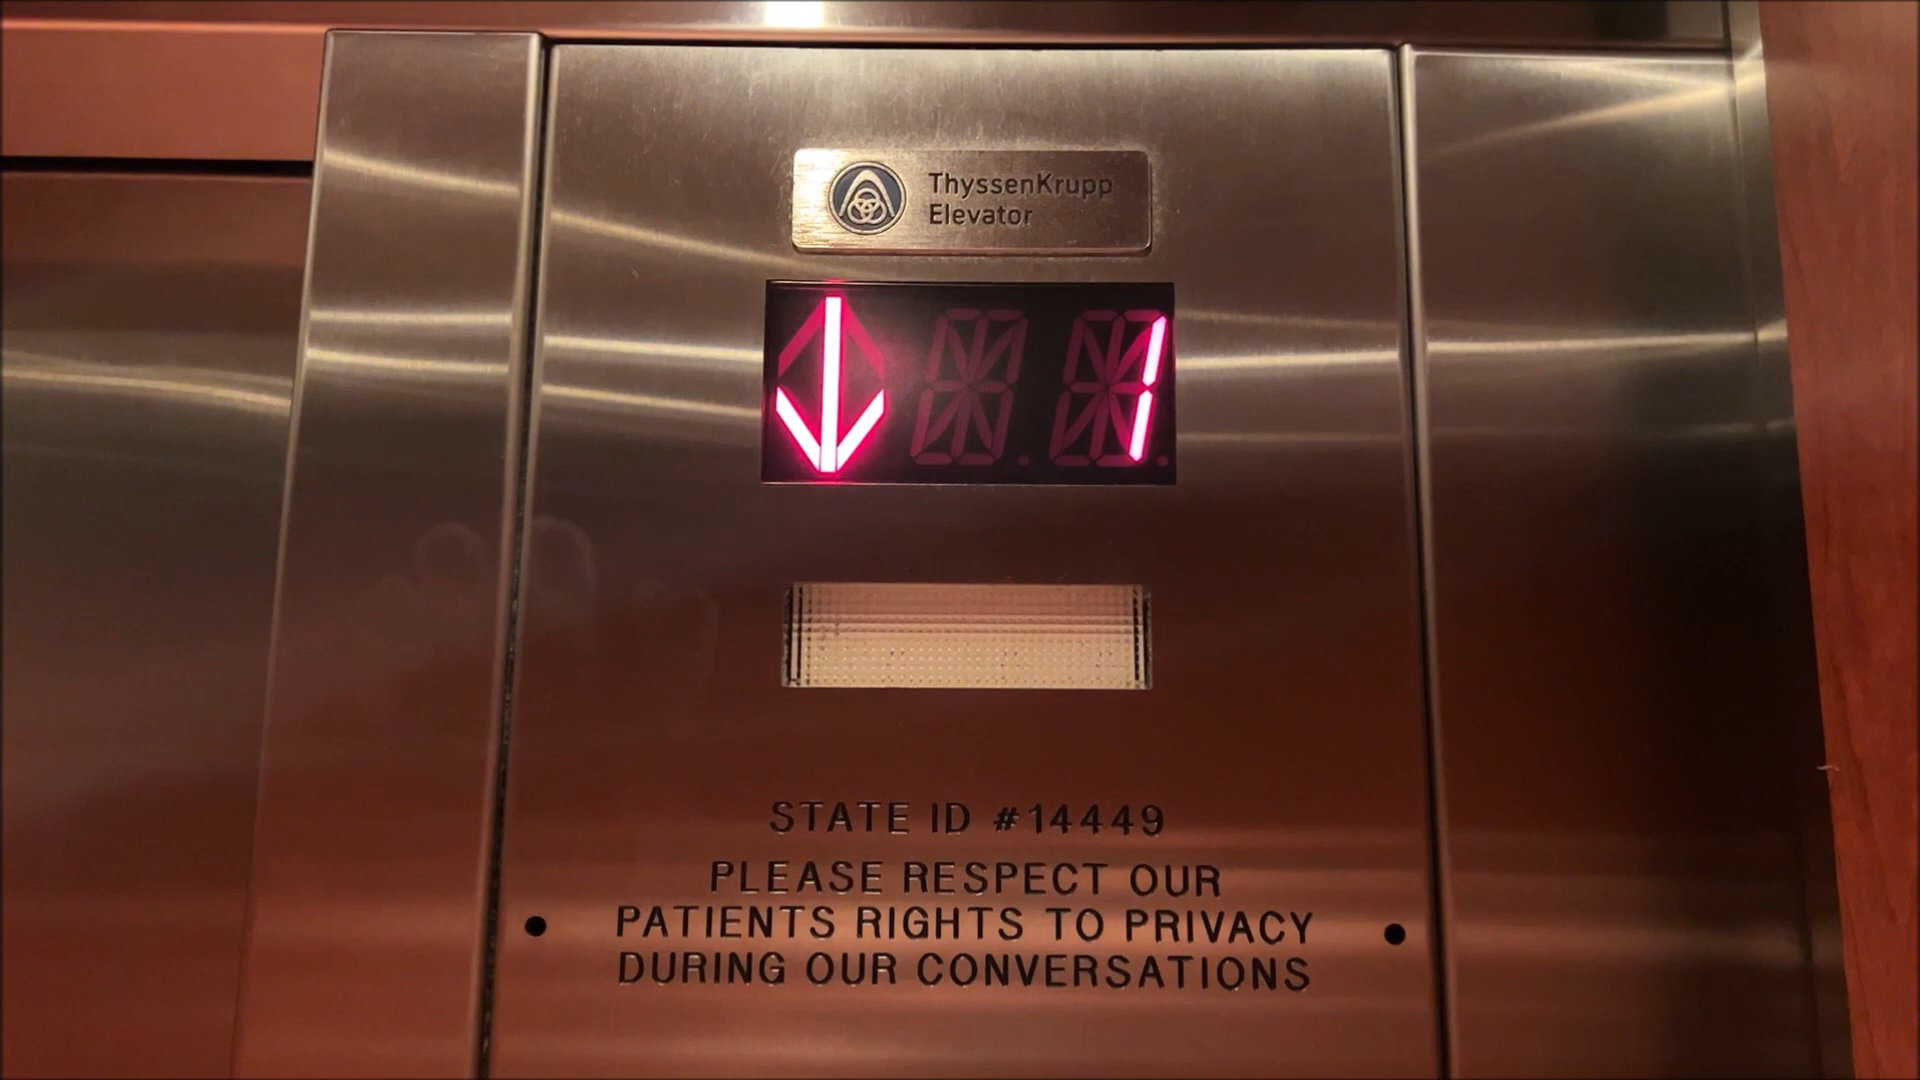 ThyssenKrupp
Elevator
1
STATE ID #14449
PLEASE RESPECT OUR
PATIENTS RIGHTS TO PRIVACY
DURING OUR CONVERSATIONS